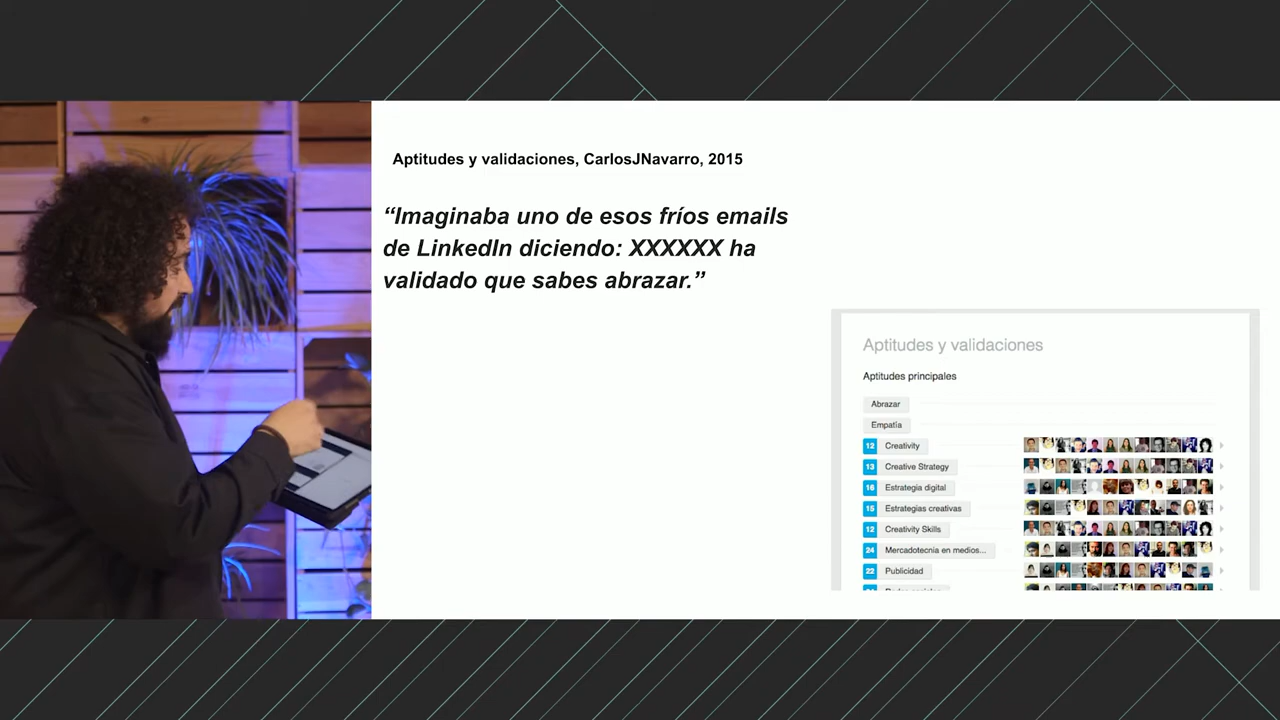 Aptitudes y validaciones, CarlosJNavarro, 2015
“Imaginaba uno de esos fríos emails
de LinkedIn diciendo: XXXXXX ha
validado que sabes abrazar.”
Aptitudes y validaciones
Aptitudes principales
Abrazar
Empatía
12 Creativity
13 Creative Strategy
16 Estrategia digital
15 Estrategias creativas
12 Creativity Skills
24 Mercadotecnia en medios...
22 Publicidad